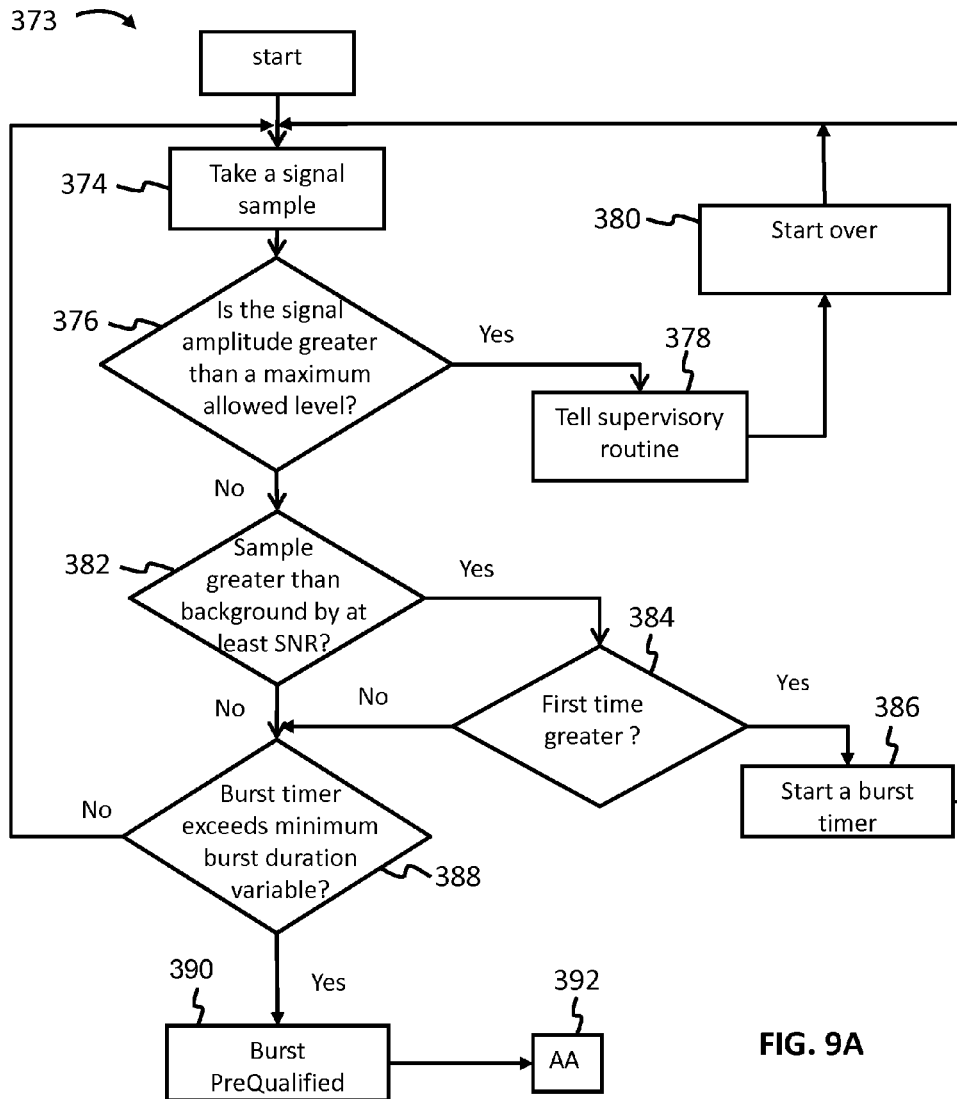 373
start
374
Take a signal
sample
380
Start over
376
Is the signal
amplitude greater
than a maximum
allowed level?
Yes
378
Tell supervisory
routine
No
382
Sample
greater than
background by at
least SNR?
Yes
384
No
No
First time
greater ?
Yes
386
Start a burst
timer
No
Burst timer
exceeds minimum
burst duration
variable?
388
390
Yes
392
Burst
PreQualified
AA
FIG. 9A